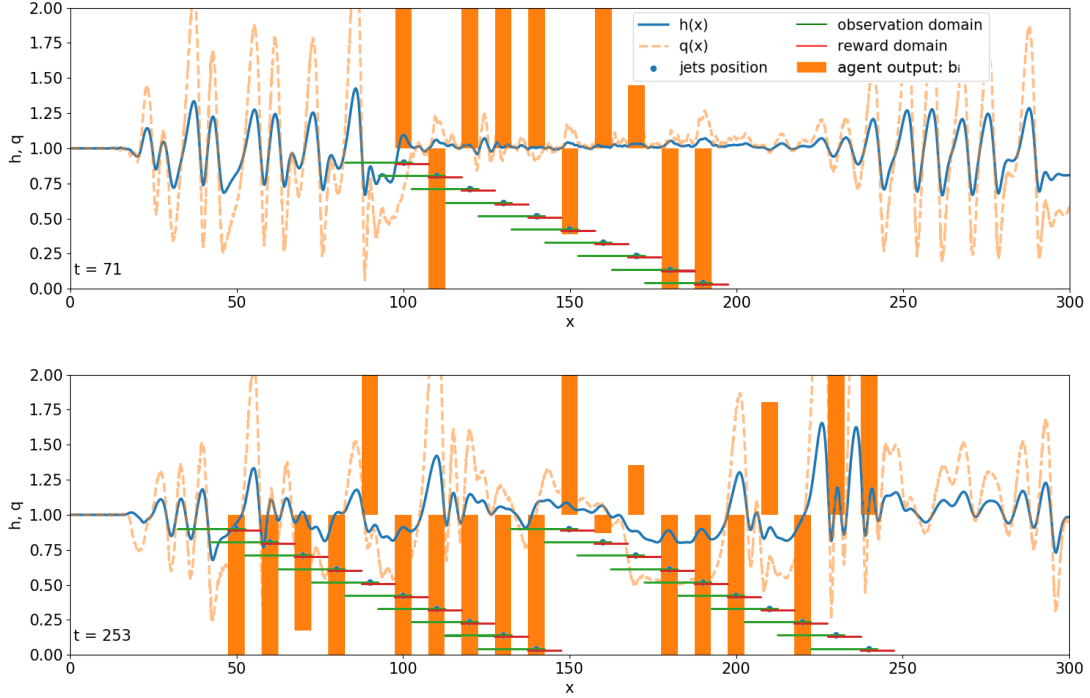 2.00
1.75
1.50
1.25
1.00
0.75
0.50
0.25
0.00
h, q
h(x)
q(x)
jets position
observation domain
reward domain
agent output: bᵢ
t = 71
0 50 100 150 200 250 300
x
2.00
1.75
1.50
1.25
1.00
0.75
0.50
0.25
0.00
h, q
t = 253
0 50 100 150 200 250 300
x